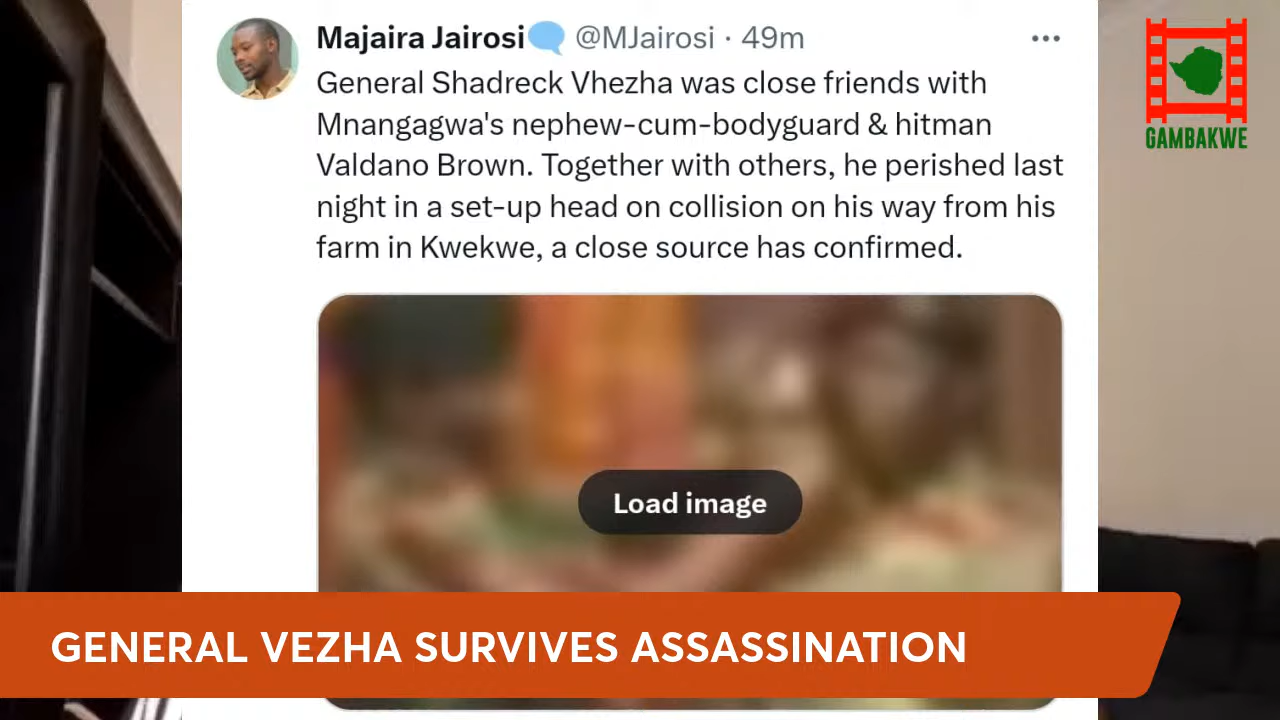 Majaira Jairosi @MJairosi · 49m
General Shadreck Vhezha was close friends with
Mnangagwa's nephew-cum-bodyguard & hitman
Valdano Brown. Together with others, he perished last
night in a set-up head on collision on his way from his
farm in Kwekwe, a close source has confirmed.
GAMBAKWE
Load image
GENERAL VEZHA SURVIVES ASSASSINATION